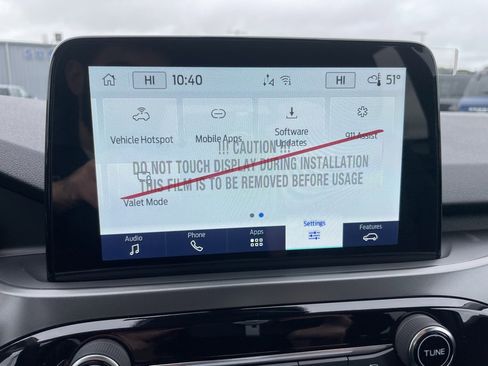 HI 10:40 HI 51°
Vehicle Hotspot Mobile Apps Software Updates 911 Assist
!!! CAUTION !!!
DO NOT TOUCH DISPLAY DURING INSTALLATION
THIS FILM IS TO BE REMOVED BEFORE USAGE
Valet Mode
Audio Phone Apps Settings Features
TUNE